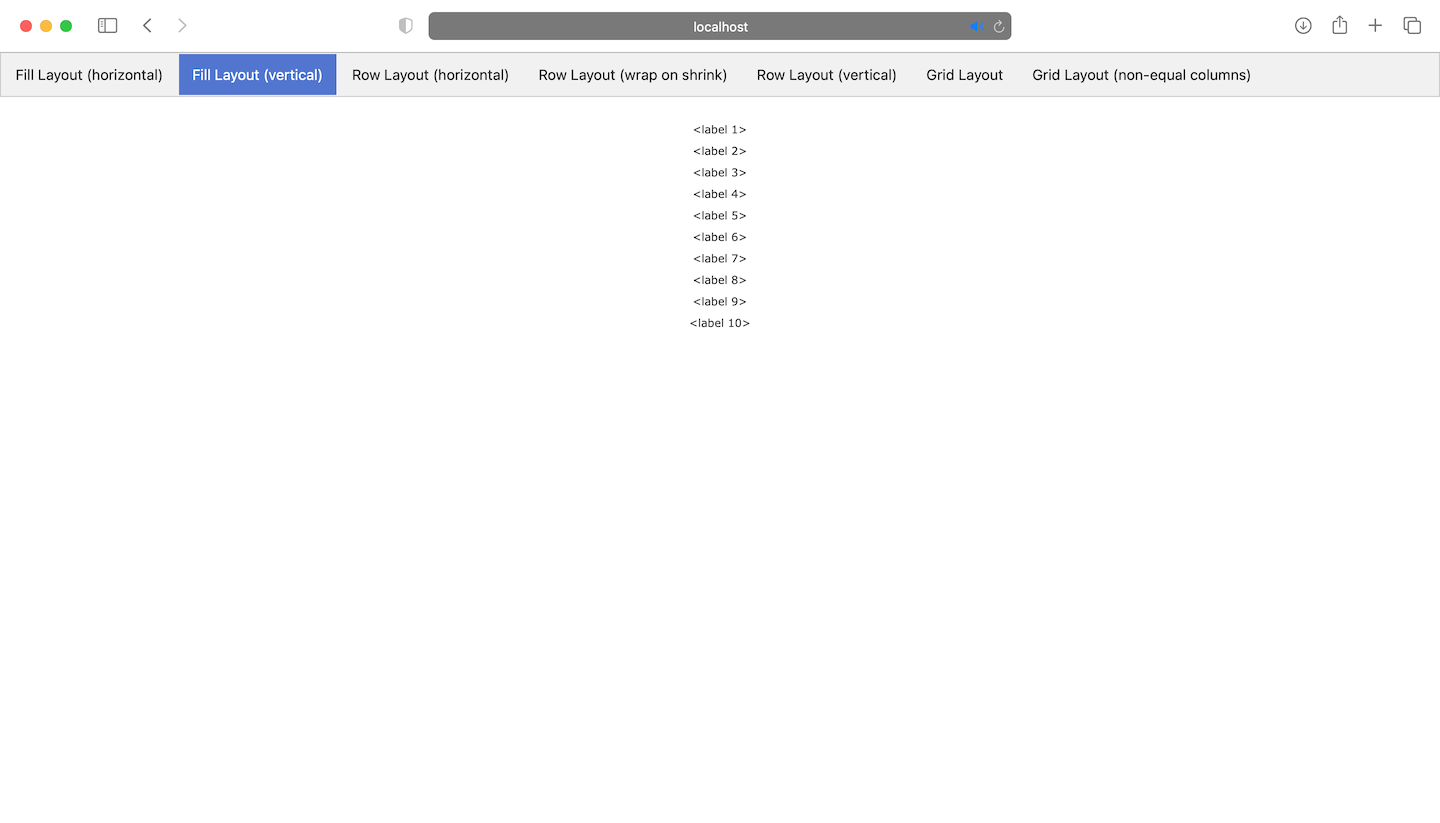 localhost
Fill Layout (horizontal) Fill Layout (vertical) Row Layout (horizontal) Row Layout (wrap on shrink) Row Layout (vertical) Grid Layout Grid Layout (non-equal columns)
<label 1>
<label 2>
<label 3>
<label 4>
<label 5>
<label 6>
<label 7>
<label 8>
<label 9>
<label 10>